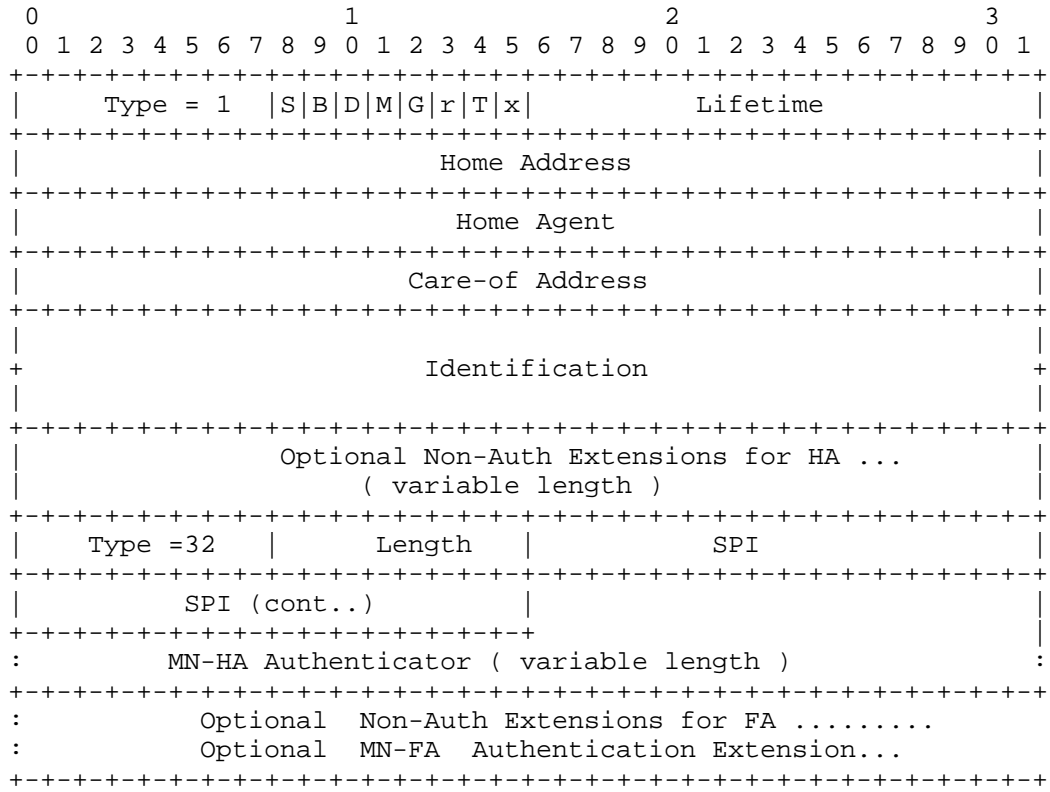 0                   1                   2                   3
 0 1 2 3 4 5 6 7 8 9 0 1 2 3 4 5 6 7 8 9 0 1 2 3 4 5 6 7 8 9 0 1
+-+-+-+-+-+-+-+-+-+-+-+-+-+-+-+-+-+-+-+-+-+-+-+-+-+-+-+-+-+-+-+-+
|     Type = 1  |S|B|D|M|G|r|T|x|          Lifetime             |
+-+-+-+-+-+-+-+-+-+-+-+-+-+-+-+-+-+-+-+-+-+-+-+-+-+-+-+-+-+-+-+-+
|                          Home Address                         |
+-+-+-+-+-+-+-+-+-+-+-+-+-+-+-+-+-+-+-+-+-+-+-+-+-+-+-+-+-+-+-+-+
|                           Home Agent                          |
+-+-+-+-+-+-+-+-+-+-+-+-+-+-+-+-+-+-+-+-+-+-+-+-+-+-+-+-+-+-+-+-+
|                        Care-of Address                        |
+-+-+-+-+-+-+-+-+-+-+-+-+-+-+-+-+-+-+-+-+-+-+-+-+-+-+-+-+-+-+-+-+
|                                                               |
+                         Identification                        +
|                                                               |
+-+-+-+-+-+-+-+-+-+-+-+-+-+-+-+-+-+-+-+-+-+-+-+-+-+-+-+-+-+-+-+-+
|                Optional Non-Auth Extensions for HA ...        |
|                     ( variable length )                       |
+-+-+-+-+-+-+-+-+-+-+-+-+-+-+-+-+-+-+-+-+-+-+-+-+-+-+-+-+-+-+-+-+
|    Type =32   |      Length   |           SPI                 |
+-+-+-+-+-+-+-+-+-+-+-+-+-+-+-+-+-+-+-+-+-+-+-+-+-+-+-+-+-+-+-+-+
|          SPI (cont..)         |                               |
+-+-+-+-+-+-+-+-+-+-+-+-+-+-+-+-+                               |
:         MN-HA Authenticator ( variable length )               :
+-+-+-+-+-+-+-+-+-+-+-+-+-+-+-+-+-+-+-+-+-+-+-+-+-+-+-+-+-+-+-+-+
:           Optional  Non-Auth Extensions for FA .........
:           Optional  MN-FA  Authentication Extension...
+-+-+-+-+-+-+-+-+-+-+-+-+-+-+-+-+-+-+-+-+-+-+-+-+-+-+-+-+-+-+-+-+